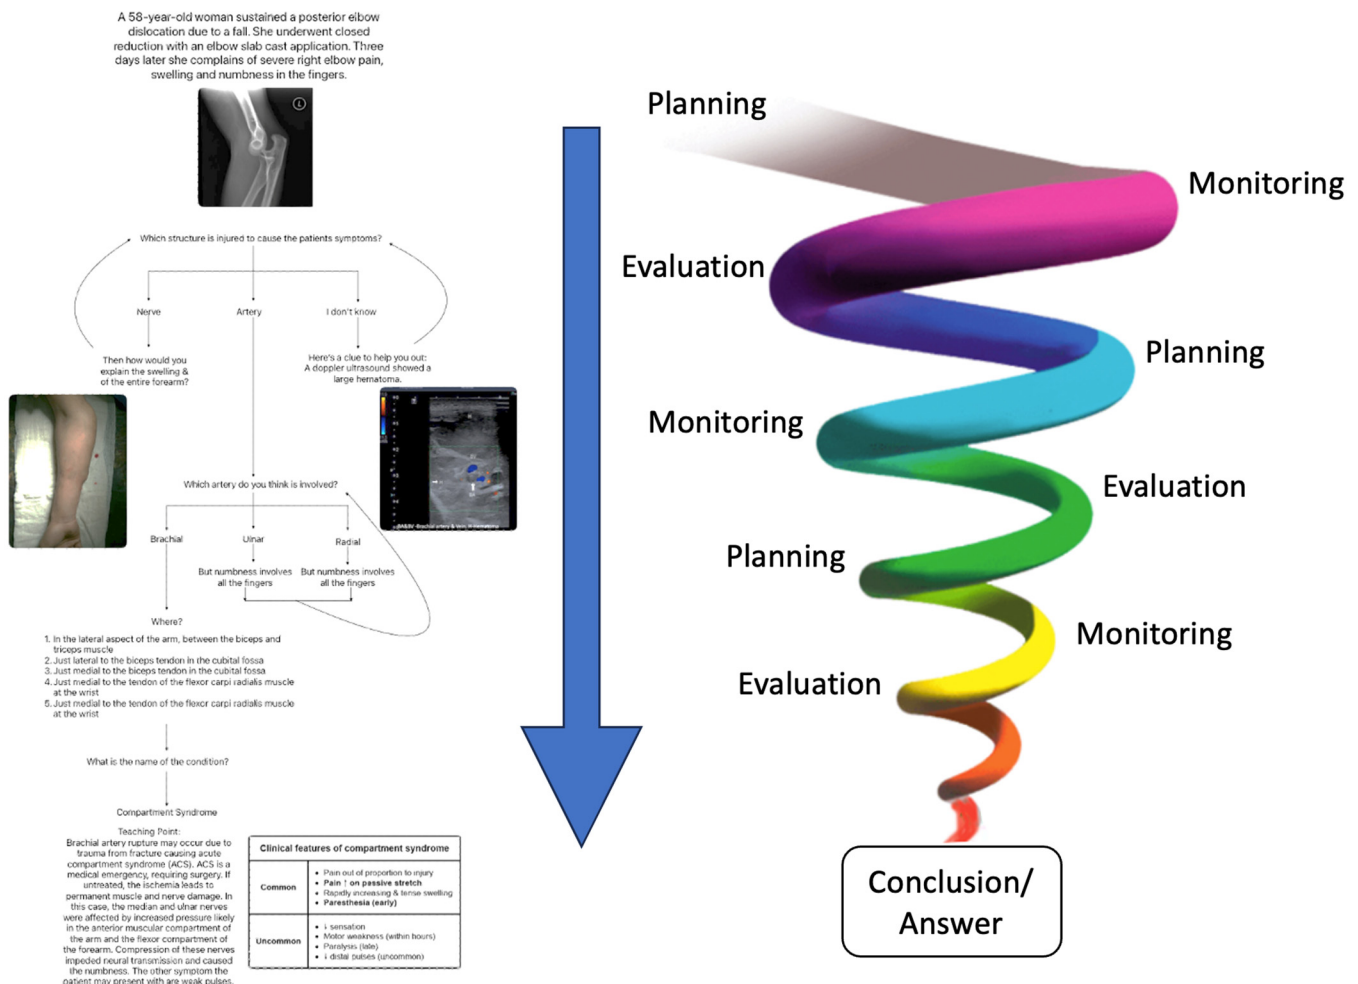 A 58-year-old woman sustained a posterior elbow
dislocation due to a fall. She underwent closed
reduction with an elbow slab cast application. Three
days later she complains of severe right elbow pain,
swelling and numbness in the fingers.
Which structure is injured to cause the patients symptoms?
Nerve
Artery
I don't know
Then how would you
explain the swelling &
of the entire forearm?
Here's a clue to help you out:
A doppler ultrasound showed a
large hematoma.
Which artery do you think is involved?
Brachial
Ulnar
Radial
But numbness involves
all the fingers
But numbness involves
all the fingers
Where?
1. In the lateral aspect of the arm, between the biceps and
triceps muscle
2. Just lateral to the biceps tendon in the cubital fossa
3. Just medial to the biceps tendon in the cubital fossa
4. Just medial to the tendon of the flexor carpi radialis muscle
at the wrist
5. Just medial to the tendon of the flexor carpi radialis muscle
at the wrist
What is the name of the condition?
Compartment Syndrome
Teaching Point:
Brachial artery rupture may occur due to
trauma from fracture causing acute
compartment syndrome (ACS). ACS is a
medical emergency, requiring surgery. If
untreated, the ischemia leads to
permanent muscle and nerve damage. In
this case, the median and ulnar nerves
were affected by increased pressure likely
in the anterior muscular compartment of
the arm and the flexor compartment of
the forearm. Compression of these nerves
impeded neural transmission and caused
the numbness. The other symptom the
patient may present with are weak pulses.
Clinical features of compartment syndrome
Common
• Pain out of proportion to injury
• Pain ↑ on passive stretch
• Rapidly increasing & tense swelling
• Paresthesia (early)
Uncommon
• ↓ sensation
• Motor weakness (within hours)
• Paralysis (late)
• ↓ distal pulses (uncommon)
Planning
Monitoring
Evaluation
Planning
Monitoring
Evaluation
Planning
Monitoring
Evaluation
Conclusion/
Answer